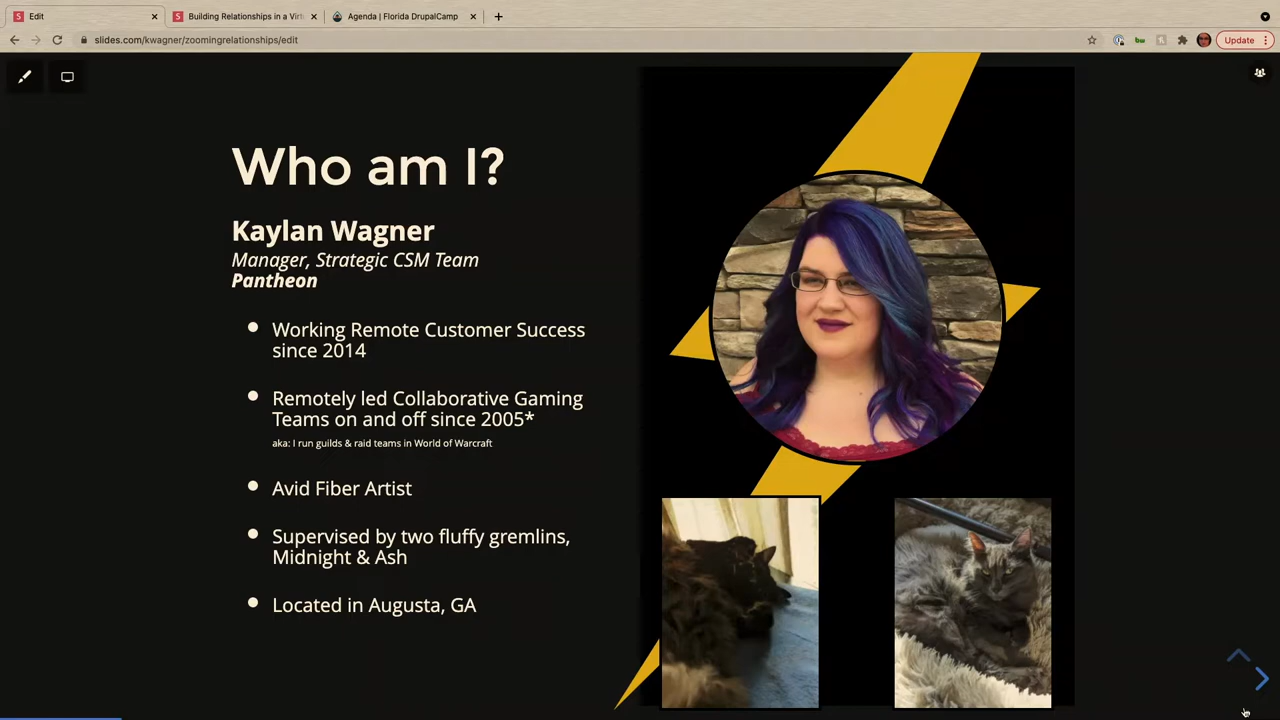 Edit
Building Relationships in a Virtu
Agenda | Florida DrupalCamp
slides.com/kwagner/zoomingrelationships/edit
bw
Update
Who am I?
Kaylan Wagner
Manager, Strategic CSM Team
Pantheon
Working Remote Customer Success
since 2014
Remotely led Collaborative Gaming
Teams on and off since 2005*
aka: I run guilds & raid teams in World of Warcraft
Avid Fiber Artist
Supervised by two fluffy gremlins,
Midnight & Ash
Located in Augusta, GA